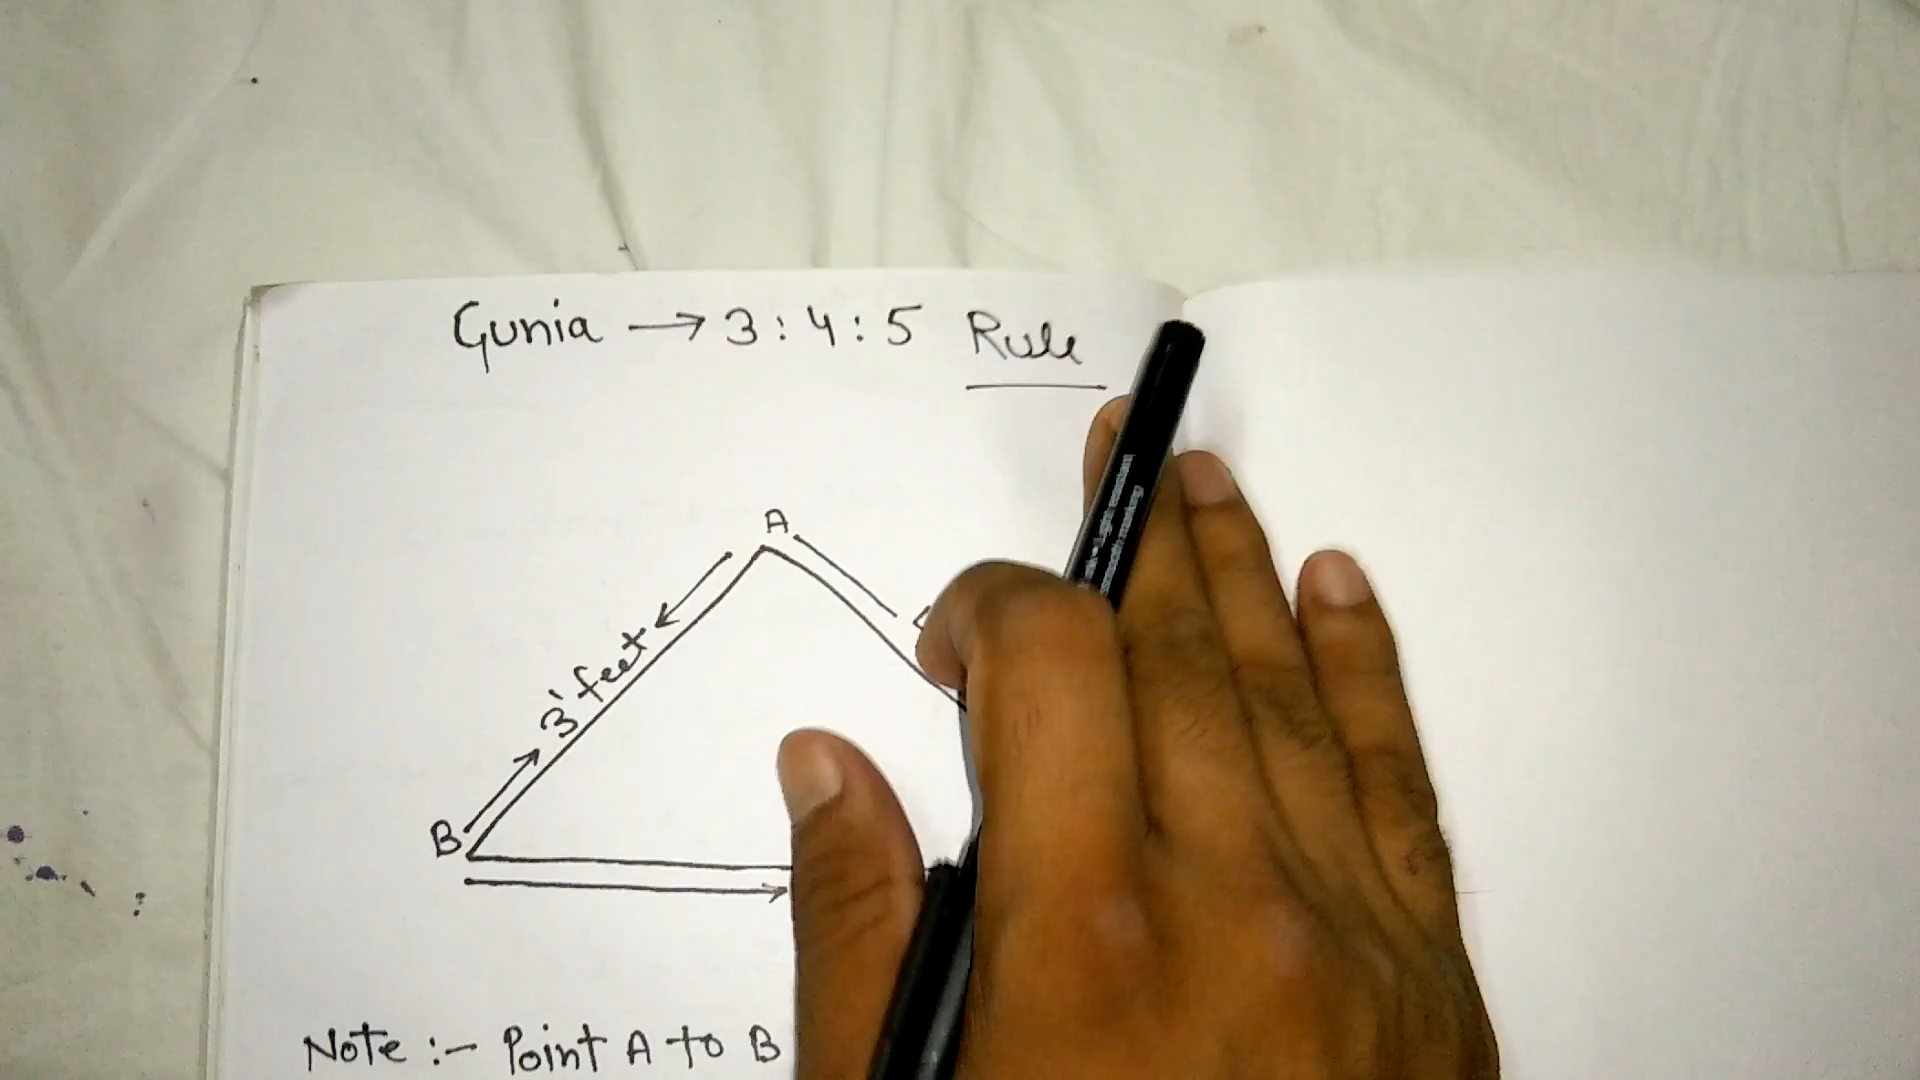 Gunia → 3 : 4 : 5 Rule
A
3' feet
B
Note :- Point A to B